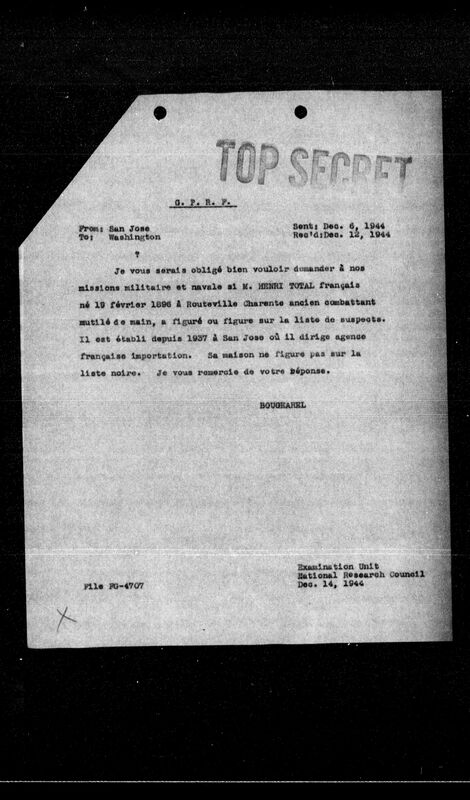 TOP SECRET
G. P. R. F.
From: San Jose Sent: Dec. 6, 1944
To: Washington Rec'd:Dec. 12, 1944
?
Je vous serais obligé bien vouloir demander à nos
missions militaire et navale si M. HENRI TOTAL français
né 19 février 1896 à Routeville Charente ancien combattant
mutilé de main, a figuré ou figure sur la liste de suspects.
Il est établi depuis 1937 à San Jose où il dirige agence
française importation. Sa maison ne figure pas sur la
liste noire. Je vous remercie de votre réponse.
BOUGHAREL
Examination Unit
National Research Council
File FG-4707 Dec. 14, 1944
X